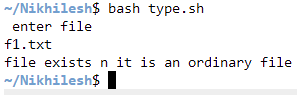 ~/Nikhilesh$ bash type.sh
enter file
f1.txt
file exists n it is an ordinary file
~/Nikhilesh$